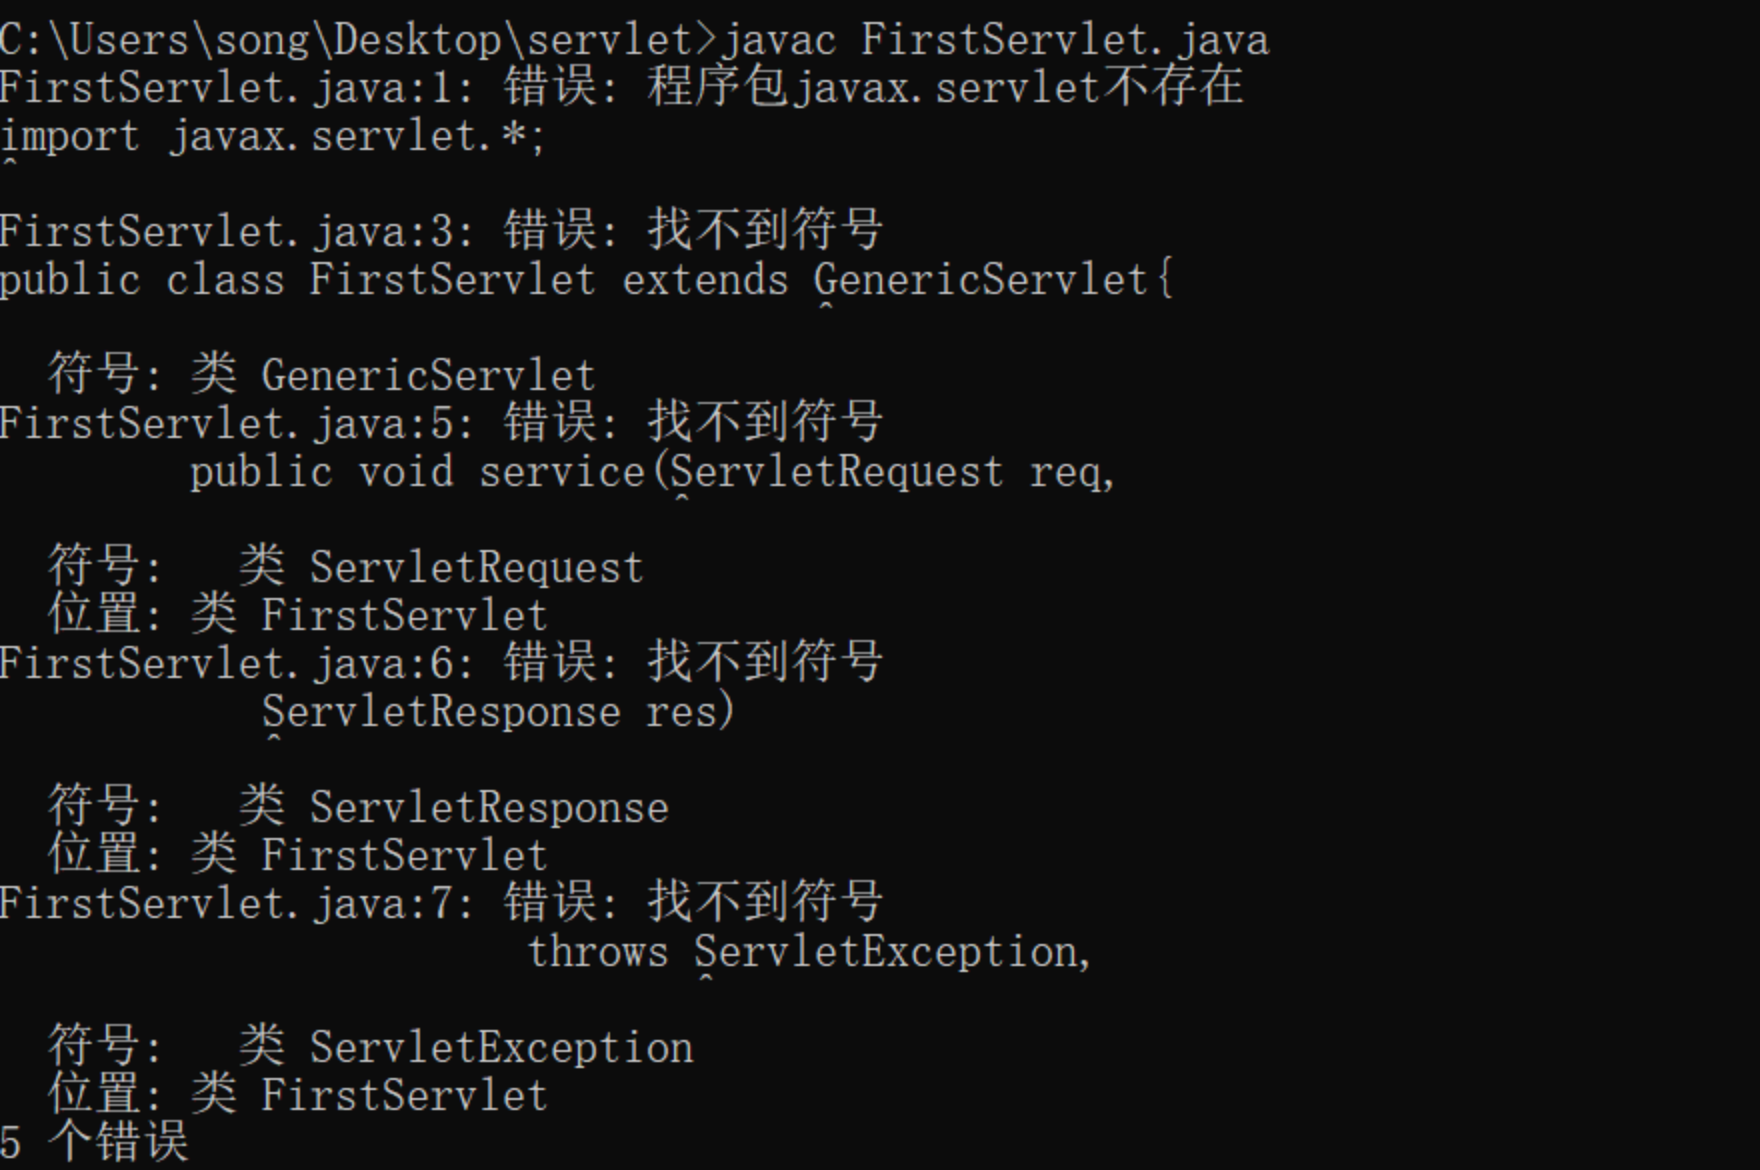 C:\Users\song\Desktop\servlet>javac FirstServlet.java
FirstServlet.java:1: 错误: 程序包javax.servlet不存在
import javax.servlet.*;
^
FirstServlet.java:3: 错误: 找不到符号
public class FirstServlet extends GenericServlet{
                                  ^
  符号: 类 GenericServlet
FirstServlet.java:5: 错误: 找不到符号
        public void service(ServletRequest req,
                            ^
  符号:   类 ServletRequest
  位置: 类 FirstServlet
FirstServlet.java:6: 错误: 找不到符号
           ServletResponse res)
           ^
  符号:   类 ServletResponse
  位置: 类 FirstServlet
FirstServlet.java:7: 错误: 找不到符号
                      throws ServletException,
                             ^
  符号:   类 ServletException
  位置: 类 FirstServlet
5 个错误